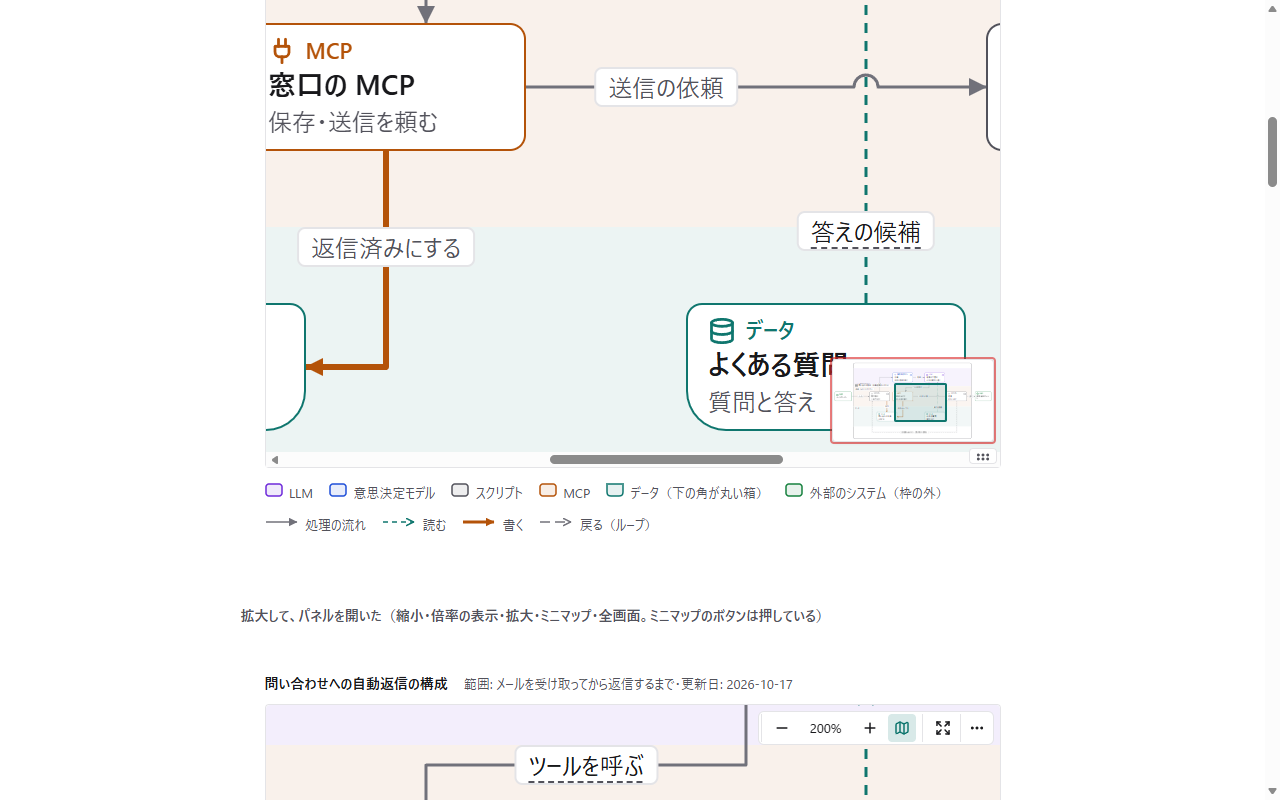 MCP
窓口の MCP
保存・送信を頼む
送信の依頼
返信済みにする
答えの候補
データ
よくある質問
質問と答え
LLM 意思決定モデル スクリプト MCP データ（下の角が丸い箱） 外部のシステム（枠の外）
処理の流れ 読む 書く 戻る（ループ）
拡大して、パネルを開いた（縮小・倍率の表示・拡大・ミニマップ・全画面。ミニマップのボタンは押している）
問い合わせへの自動返信の構成 範囲: メールを受け取ってから返信するまで・更新日: 2026-10-17
200%
ツールを呼ぶ